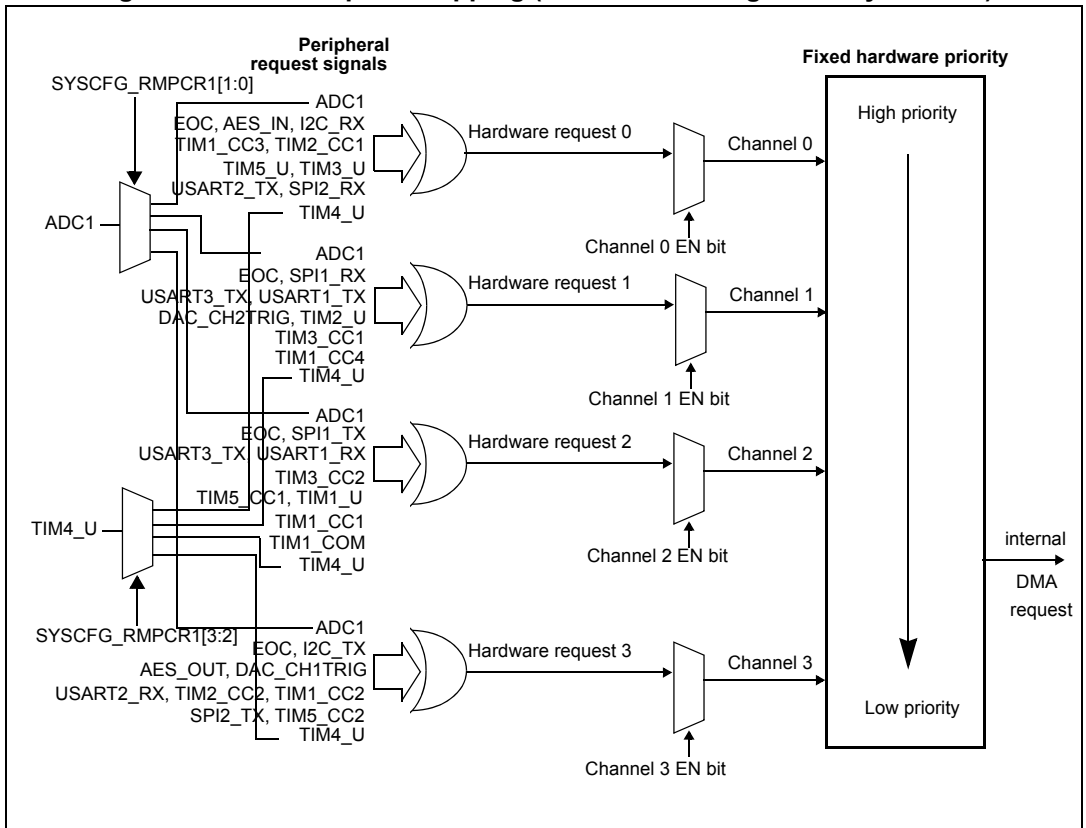 Peripheral
request signals
Fixed hardware priority
SYSCFG_RMPCR1[1:0]
ADC1
EOC, AES_IN, I2C_RX
TIM1_CC3, TIM2_CC1
TIM5_U, TIM3_U
USART2_TX, SPI2_RX
TIM4_U
Hardware request 0
Channel 0
Channel 0 EN bit
High priority
ADC1
ADC1
EOC, SPI1_RX
USART3_TX, USART1_TX
DAC_CH2TRIG, TIM2_U
TIM3_CC1
TIM1_CC4
TIM4_U
Hardware request 1
Channel 1
Channel 1 EN bit
ADC1
EOC, SPI1_TX
USART3_TX, USART1_RX
TIM3_CC2
TIM5_CC1, TIM1_U
TIM1_CC1
TIM1_COM
TIM4_U
Hardware request 2
Channel 2
Channel 2 EN bit
TIM4_U
SYSCFG_RMPCR1[3:2]
internal
DMA
request
ADC1
EOC, I2C_TX
AES_OUT, DAC_CH1TRIG
USART2_RX, TIM2_CC2, TIM1_CC2
SPI2_TX, TIM5_CC2
TIM4_U
Hardware request 3
Channel 3
Channel 3 EN bit
Low priority